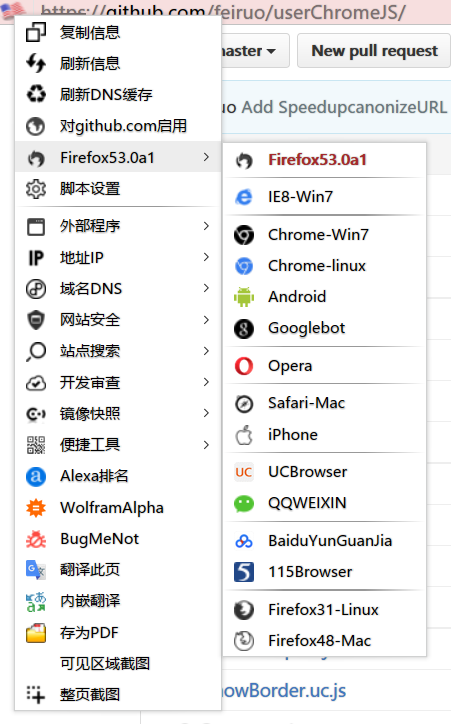 https://github.com/feiruo/userChromeJS/
复制信息
刷新信息
刷新DNS缓存
对github.com启用
Firefox53.0a1
脚本设置
外部程序
地址IP
域名DNS
网站安全
站点搜索
开发审查
镜像快照
便捷工具
Alexa排名
WolframAlpha
BugMeNot
翻译此页
内嵌翻译
存为PDF
可见区域截图
整页截图
master
New pull request
uo Add SpeedupcanonizeURL
Firefox53.0a1
IE8-Win7
Chrome-Win7
Chrome-linux
Android
Googlebot
Opera
Safari-Mac
iPhone
UC UCBrowser
QQWEIXIN
BaiduYunGuanJia
115Browser
Firefox31-Linux
Firefox48-Mac
howBorder.uc.js